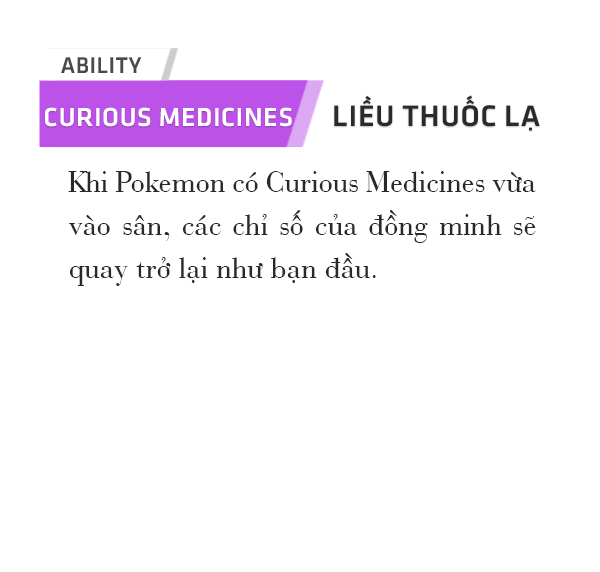 ABILITY
CURIOUS MEDICINES
LIỀU THUỐC LẠ
Khi Pokemon có Curious Medicines vừa
vào sân, các chỉ số của đồng minh sẽ
quay trở lại như bạn đầu.